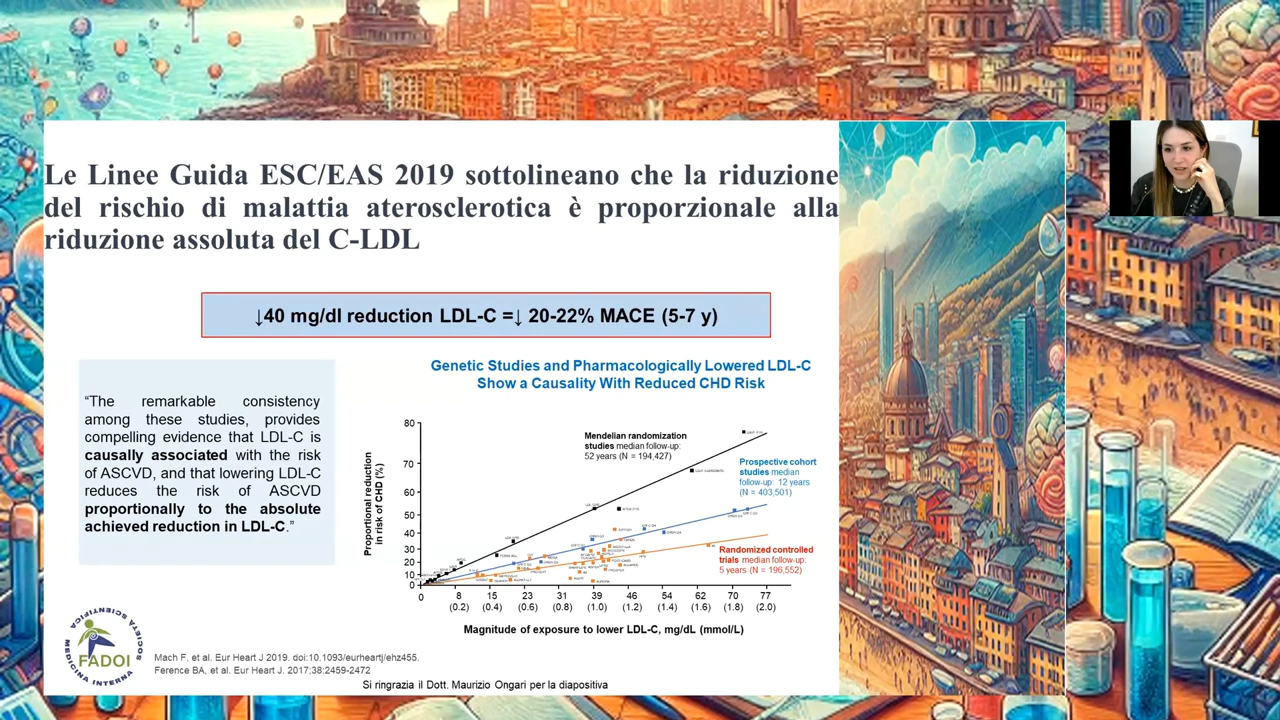 Le Linee Guida ESC/EAS 2019 sottolineano che la riduzione
del rischio di malattia aterosclerotica è proporzionale alla
riduzione assoluta del C-LDL
↓40 mg/dl reduction LDL-C =↓ 20-22% MACE (5-7 y)
“The remarkable consistency
among these studies, provides
compelling evidence that LDL-C is
causally associated with the risk
of ASCVD, and that lowering LDL-C
reduces the risk of ASCVD
proportionally to the absolute
achieved reduction in LDL-C.”
Genetic Studies and Pharmacologically Lowered LDL-C
Show a Causality With Reduced CHD Risk
Proportional reduction
in risk of CHD (%)
80
70
60
50
40
30
20
10
0
Mendelian randomization
studies median follow-up:
52 years (N = 194,427)
Prospective cohort
studies median
follow-up: 12 years
(N = 403,501)
Randomized controlled
trials median follow-up:
5 years (N = 196,552)
0 8 15 23 31 39 46 54 62 70 77
(0.2) (0.4) (0.6) (0.8) (1.0) (1.2) (1.4) (1.6) (1.8) (2.0)
Magnitude of exposure to lower LDL-C, mg/dL (mmol/L)
SOCIETÀ SCIENTIFICA
FADOI
MEDICINA INTERNA
Mach F, et al. Eur Heart J 2019. doi:10.1093/eurheartj/ehz455.
Ference BA, et al. Eur Heart J. 2017;38:2459-2472
Si ringrazia il Dott. Maurizio Ongari per la diapositiva